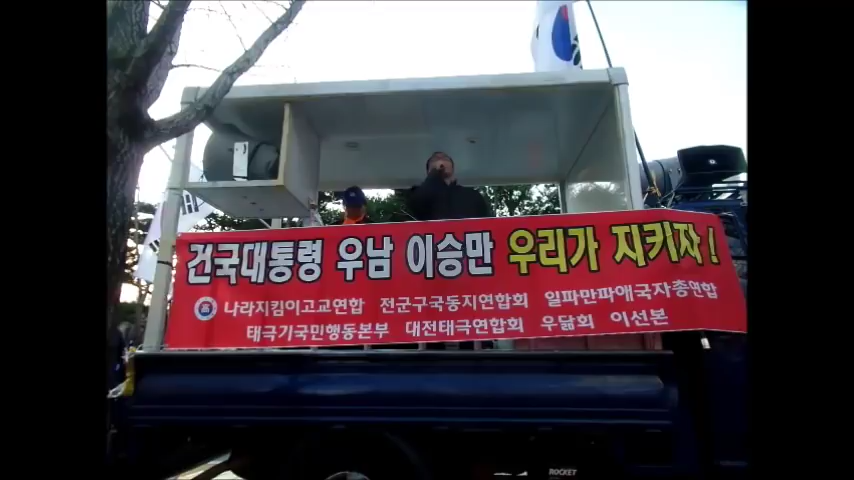 건국대통령 우남 이승만 우리가 지키자!
나라지킴이고교연합 전군구국동지연합회 일파만파애국자총연합
태극기국민행동본부 대전태극연합회 우닮회 이선본
ROCKET